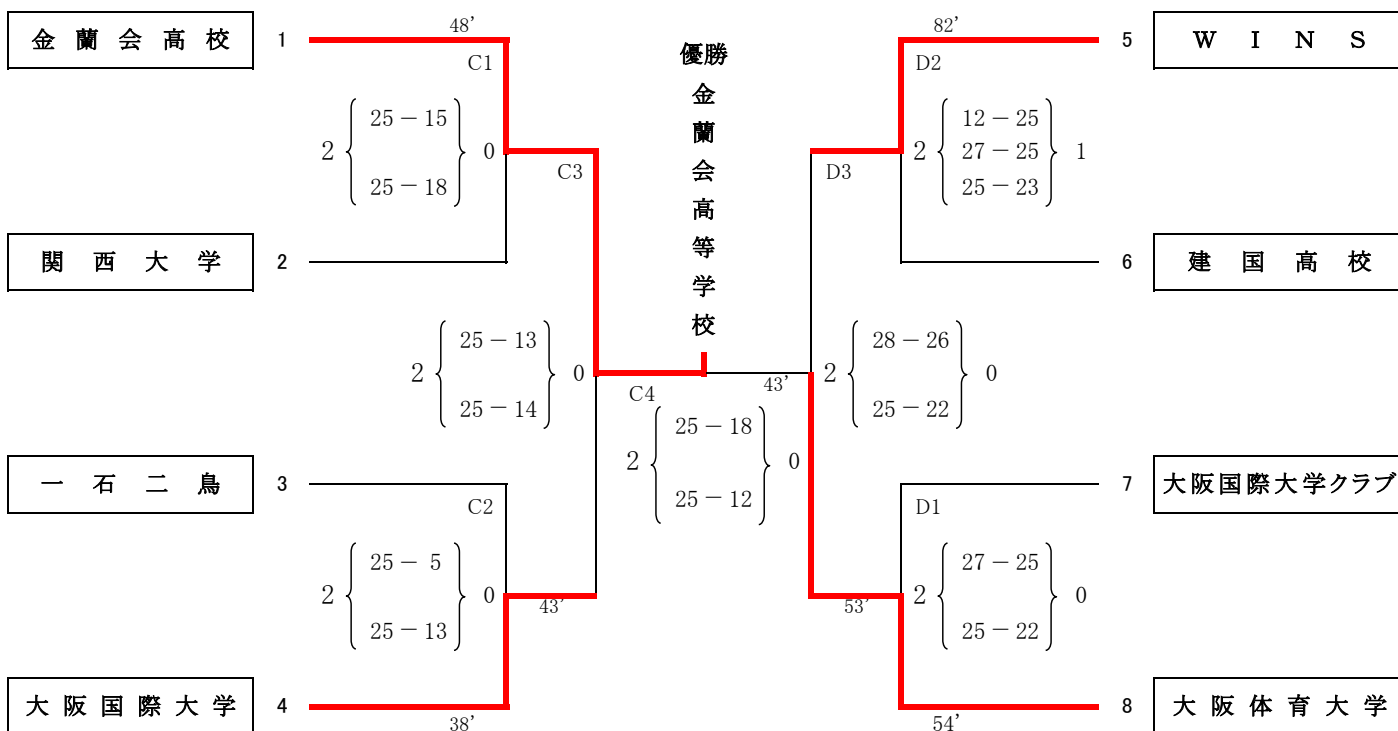 金蘭会高校 1
48’
C1
2 25－15 0
25－18
関西大学 2
C3
2 25－13 0
25－14
一石二鳥 3
C2
2 25－ 5 0
25－13
43’
大阪国際大学 4
38’
優勝
金蘭会高等学校
C4
43’
2 25－18 0
25－12
82’
5 WINS
D2
12－25
2 27－25 1
25－23
D3
6 建国高校
2 28－26 0
25－22
7 大阪国際大学クラブ
D1
2 27－25 0
25－22
53’
8 大阪体育大学
54’